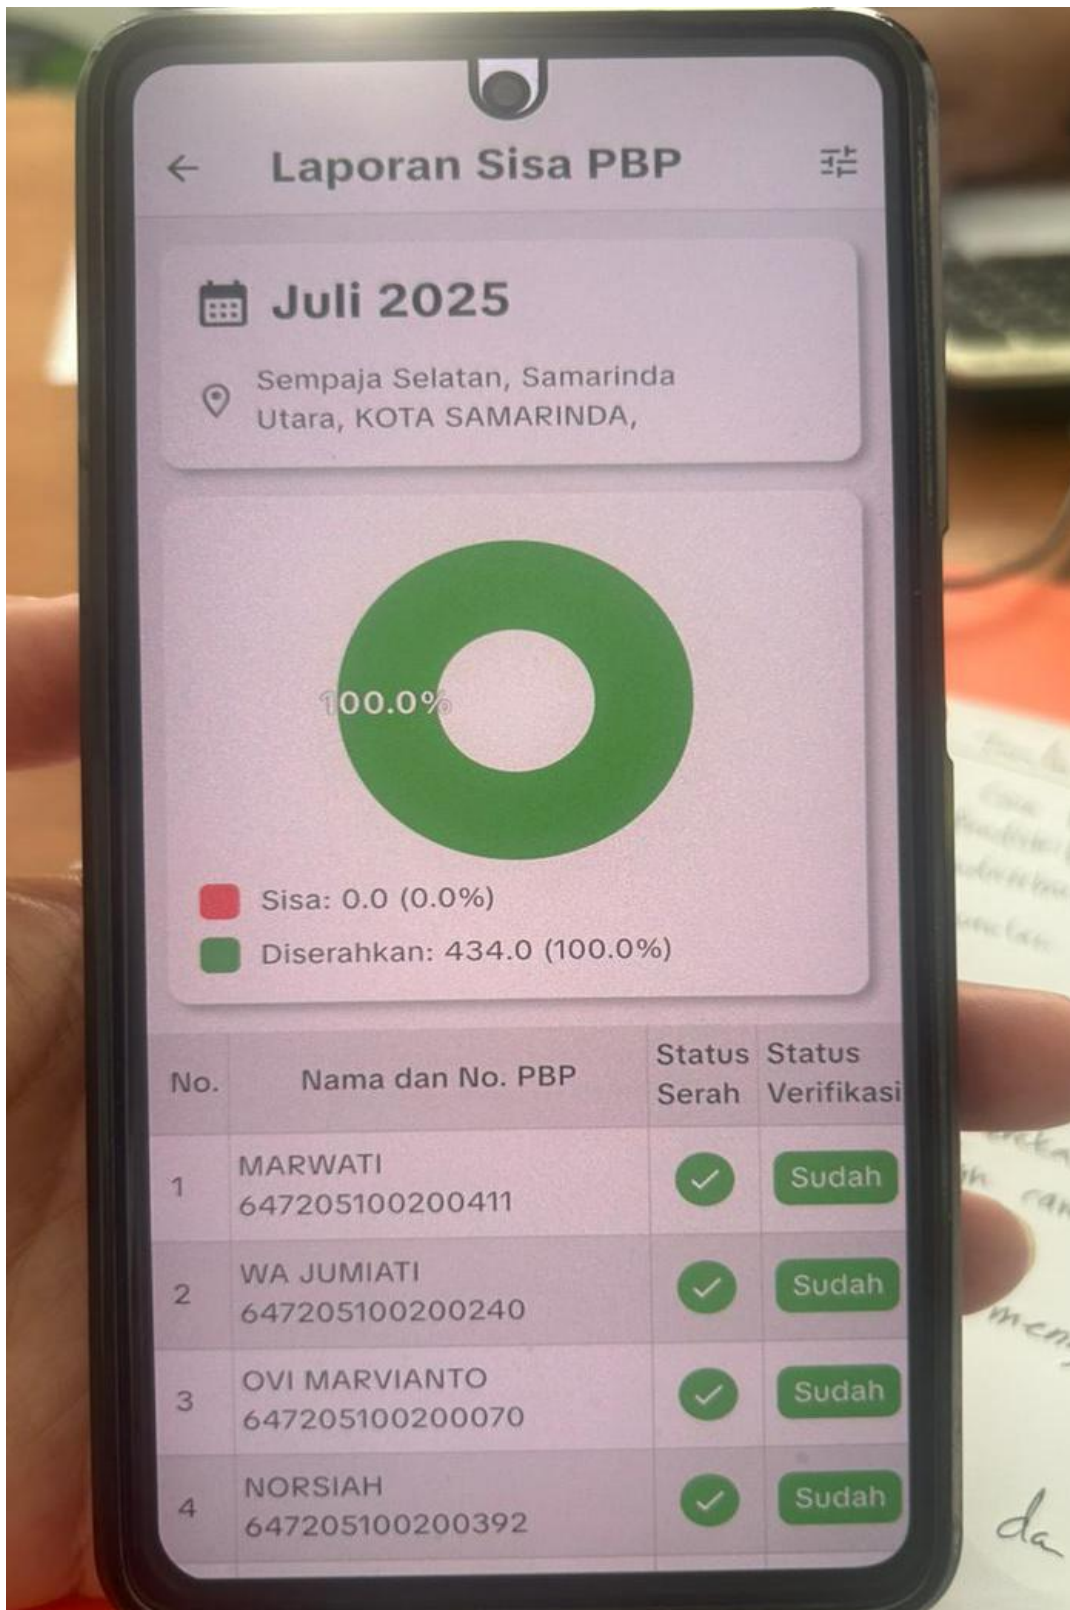 Laporan Sisa PBP
Juli 2025
Sempaja Selatan, Samarinda
Utara, KOTA SAMARINDA,
100.0%
Sisa: 0.0 (0.0%)
Diserahkan: 434.0 (100.0%)
No. Nama dan No. PBP Status Serah Status Verifikasi
1 MARWATI Sudah
647205100200411
2 WA JUMIATI Sudah
647205100200240
3 OVI MARVIANTO Sudah
647205100200070
4 NORSIAH Sudah
647205100200392
da